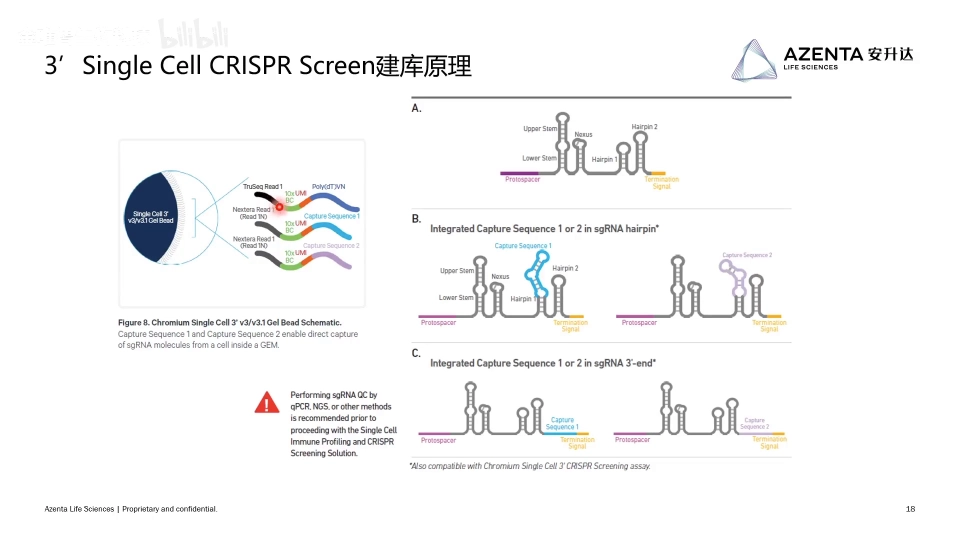 bilibili
3' Single Cell CRISPR Screen建库原理
AZENTA 安升达
LIFE SCIENCES
Single Cell 3'
v3/v3.1 Gel Bead
TruSeq Read 1
10x
BC
UMI
Poly(dT)VN
Nextera Read 1
(Read 1N)
10x
BC
UMI
Capture Sequence 1
Nextera Read 1
(Read 1N)
10x
BC
UMI
Capture Sequence 2
Figure 8. Chromium Single Cell 3' v3/v3.1 Gel Bead Schematic.
Capture Sequence 1 and Capture Sequence 2 enable direct capture
of sgRNA molecules from a cell inside a GEM.
!
Performing sgRNA QC by
qPCR, NGS, or other methods
is recommended prior to
proceeding with the Single Cell
Immune Profiling and CRISPR
Screening Solution.
A.
Upper Stem
Nexus
Hairpin 2
Lower Stem
Hairpin 1
Protospacer
Termination
Signal
B.
Integrated Capture Sequence 1 or 2 in sgRNA hairpin*
Capture Sequence 1
Upper Stem
Nexus
Hairpin 2
Lower Stem
Hairpin 1
Protospacer
Termination
Signal
Capture Sequence 2
Protospacer
Termination
Signal
C.
Integrated Capture Sequence 1 or 2 in sgRNA 3'-end*
Capture
Sequence 1
Protospacer
Termination
Signal
Capture
Sequence 2
Protospacer
Termination
Signal
*Also compatible with Chromium Single Cell 3' CRISPR Screening assay.
Azenta Life Sciences | Proprietary and confidential.
18